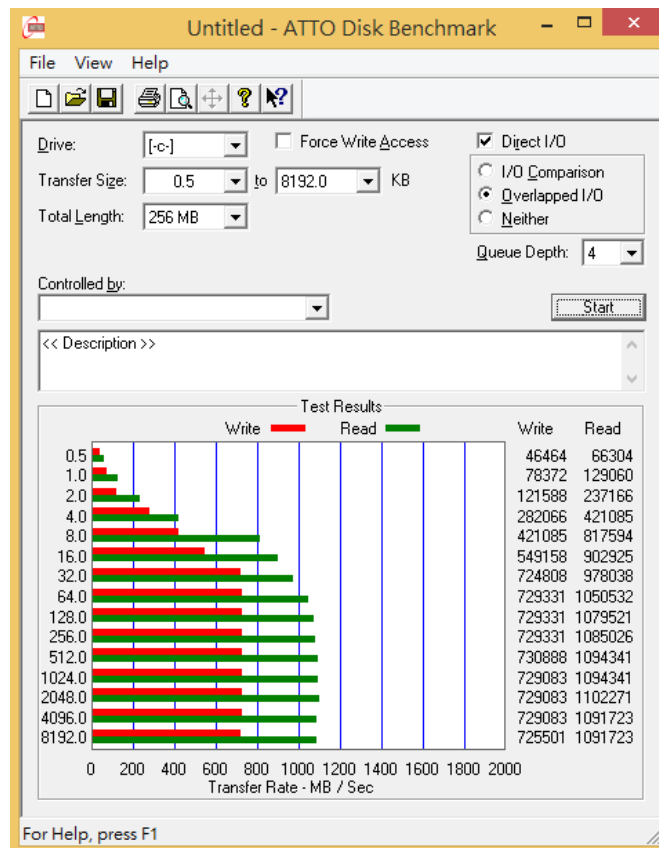 Untitled - ATTO Disk Benchmark
File View Help
Drive: [-c-] Force Write Access Direct I/O
Transfer Size: 0.5 to 8192.0 KB
I/O Comparison
Overlapped I/O
Neither
Total Length: 256 MB
Queue Depth: 4
Controlled by:
Start
<< Description >>
Test Results
Write Read Write Read
0.5 46464 66304
1.0 78372 129060
2.0 121588 237166
4.0 282066 421085
8.0 421085 817594
16.0 549158 902925
32.0 724808 978038
64.0 729331 1050532
128.0 729331 1079521
256.0 729331 1085026
512.0 730888 1094341
1024.0 729083 1094341
2048.0 729083 1102271
4096.0 729083 1091723
8192.0 725501 1091723
0 200 400 600 800 1000 1200 1400 1600 1800 2000
Transfer Rate - MB / Sec
For Help, press F1